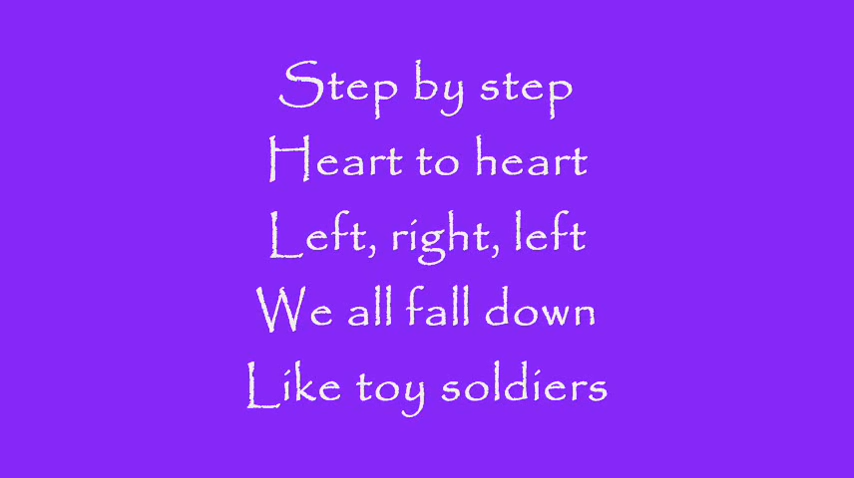 Step by step
Heart to heart
Left, right, left
We all fall down
Like toy soldiers